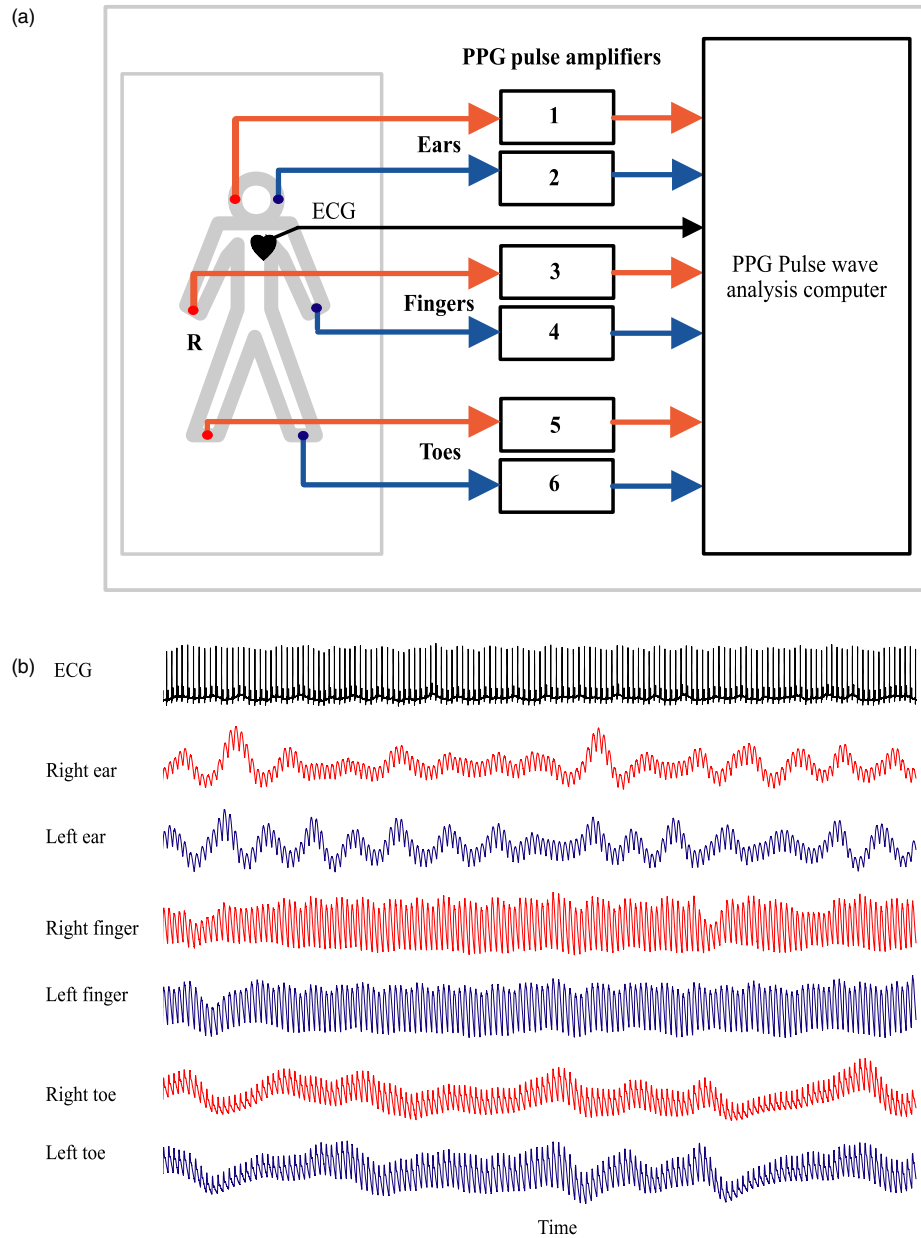 (a)
PPG pulse amplifiers
1
Ears
2
ECG
PPG Pulse wave
analysis computer
3
Fingers
R
4
5
Toes
6
(b)
ECG
Right ear
Left ear
Right finger
Left finger
Right toe
Left toe
Time